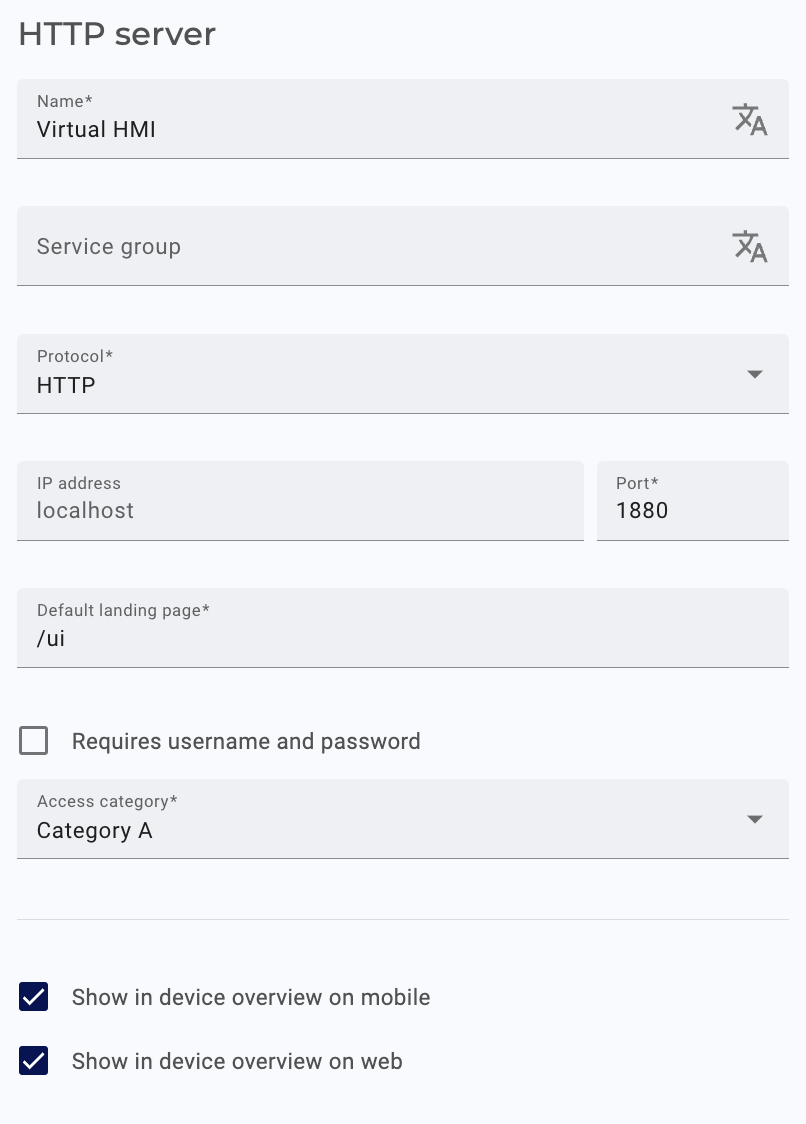 HTTP server
Name*
Virtual HMI
Service group
Protocol*
HTTP
IP address
localhost
Port*
1880
Default landing page*
/ui
Requires username and password
Access category*
Category A
Show in device overview on mobile
Show in device overview on web